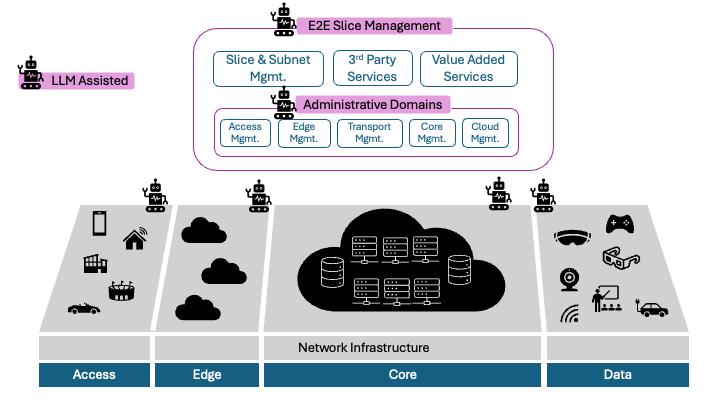 E2E Slice Management
LLM Assisted
Slice & Subnet
Mgmt.
3rd Party
Services
Value Added
Services
Administrative Domains
Access
Mgmt.
Edge
Mgmt.
Transport
Mgmt.
Core
Mgmt.
Cloud
Mgmt.
Network Infrastructure
Access
Edge
Core
Data